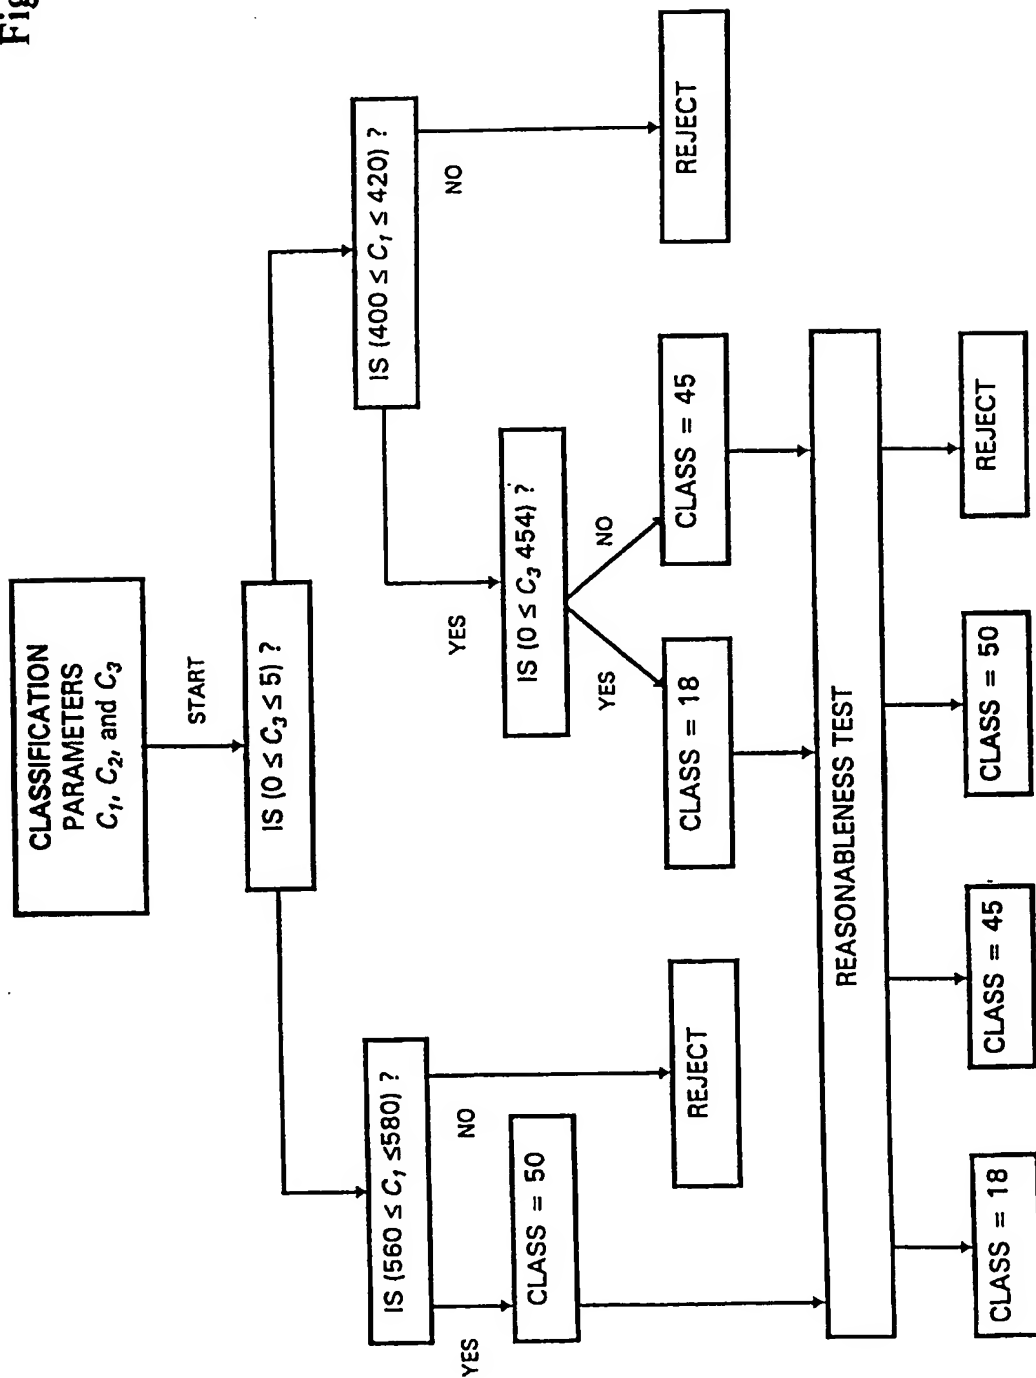 Fig
CLASSIFICATION
PARAMETERS
C₁, C₂, and C₃
START
IS (0 ≤ C₃ ≤ 5) ?
IS (560 ≤ C₁ ≤580) ?
IS (400 ≤ C₁ ≤ 420) ?
YES
NO
YES
NO
CLASS = 50
REJECT
IS (0 ≤ C₃ 454) ?
REJECT
YES
NO
CLASS = 18
CLASS = 45
REASONABLENESS TEST
CLASS = 18
CLASS = 45
CLASS = 50
REJECT